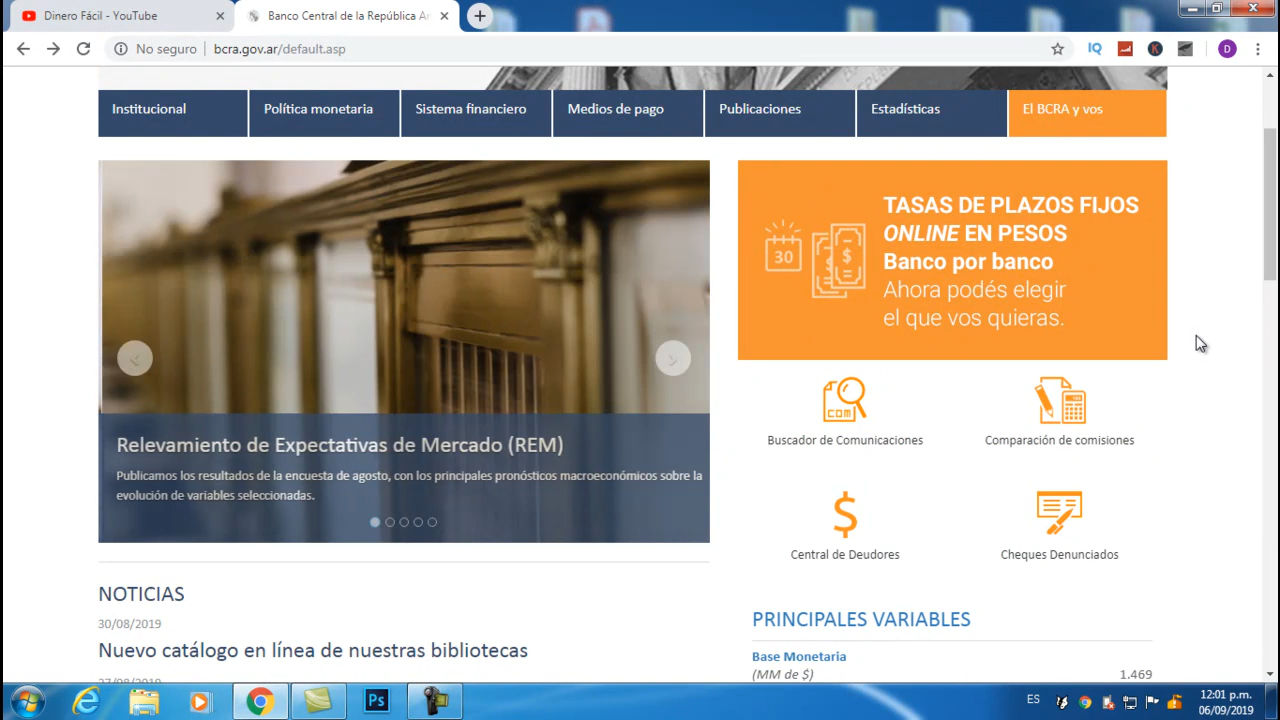 Dinero Fácil - YouTube
Banco Central de la República Ar
No seguro
bcra.gov.ar/default.asp
IQ
K
D
Institucional
Política monetaria
Sistema financiero
Medios de pago
Publicaciones
Estadísticas
El BCRA y vos
TASAS DE PLAZOS FIJOS
ONLINE EN PESOS
Banco por banco
Ahora podés elegir
el que vos quieras.
30
$
$
Relevamiento de Expectativas de Mercado (REM)
Publicamos los resultados de la encuesta de agosto, con los principales pronósticos macroeconómicos sobre la
evolución de variables seleccionadas.
com
Buscador de Comunicaciones
Comparación de comisiones
$
Central de Deudores
Cheques Denunciados
NOTICIAS
30/08/2019
Nuevo catálogo en línea de nuestras bibliotecas
27/08/2019
PRINCIPALES VARIABLES
Base Monetaria
(MM de $)
1.469
Ps
ES
12:01 p.m.
06/09/2019